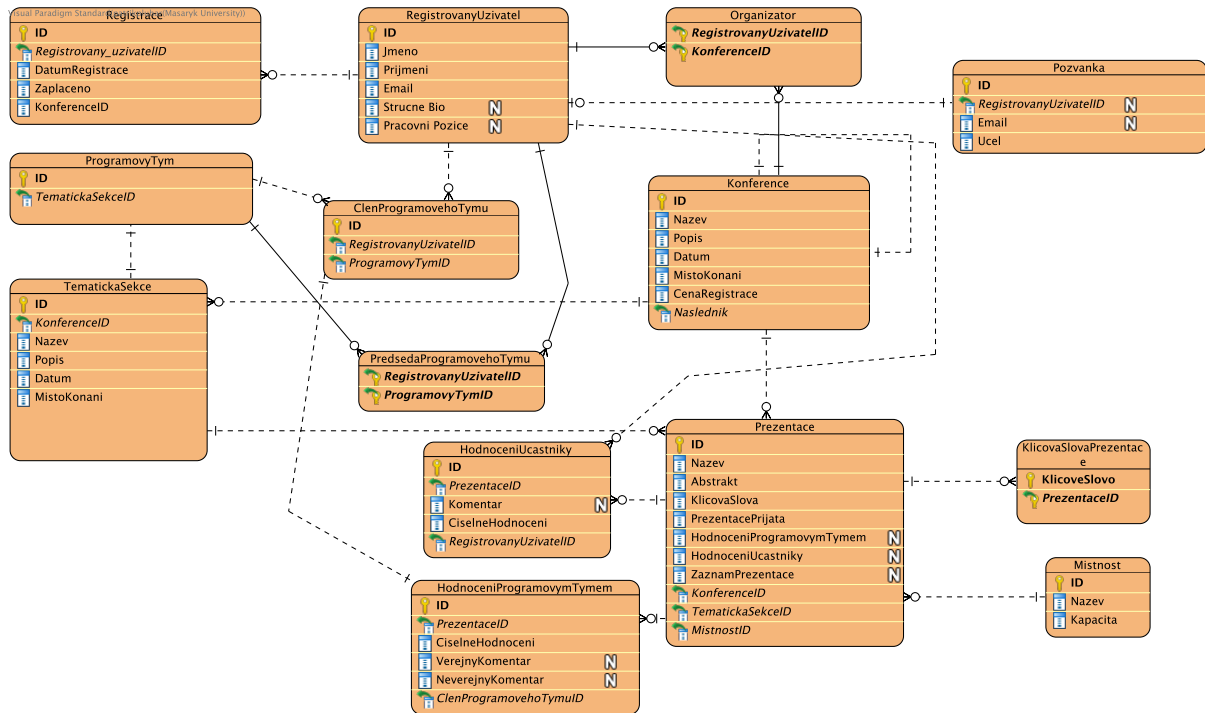 Visual Paradigm Standard(Masaryk University))
Registrace
ID
Registrovany_uzivatelID
DatumRegistrace
Zaplaceno
KonferenceID
RegistrovanyUzivatel
ID
Jmeno
Prijmeni
Email
Strucne Bio N
Pracovni Pozice N
Organizator
RegistrovanyUzivatelID
KonferenceID
Pozvanka
ID
RegistrovanyUzivatelID N
Email N
Ucel
ProgramovyTym
ID
TematickaSekceID
ClenProgramovehoTymu
ID
RegistrovanyUzivatelID
ProgramovyTymID
Konference
ID
Nazev
Popis
Datum
MistoKonani
CenaRegistrace
Naslednik
TematickaSekce
ID
KonferenceID
Nazev
Popis
Datum
MistoKonani
PredsedaProgramovehoTymu
RegistrovanyUzivatelID
ProgramovyTymID
HodnoceniUcastniky
ID
PrezentaceID
Komentar N
CiselneHodnoceni
RegistrovanyUzivatelID
Prezentace
ID
Nazev
Abstrakt
KlicovaSlova
PrezentacePrijata
HodnoceniProgramovymTymem N
HodnoceniUcastniky N
ZaznamPrezentace N
KonferenceID
TematickaSekceID
MistnostID
KlicovaSlovaPrezentac
e
KlicoveSlovo
PrezentaceID
Mistnost
ID
Nazev
Kapacita
HodnoceniProgramovymTymem
ID
PrezentaceID
CiselneHodnoceni
VerejnyKomentar N
NeverejnyKomentar N
ClenProgramovehoTymuID